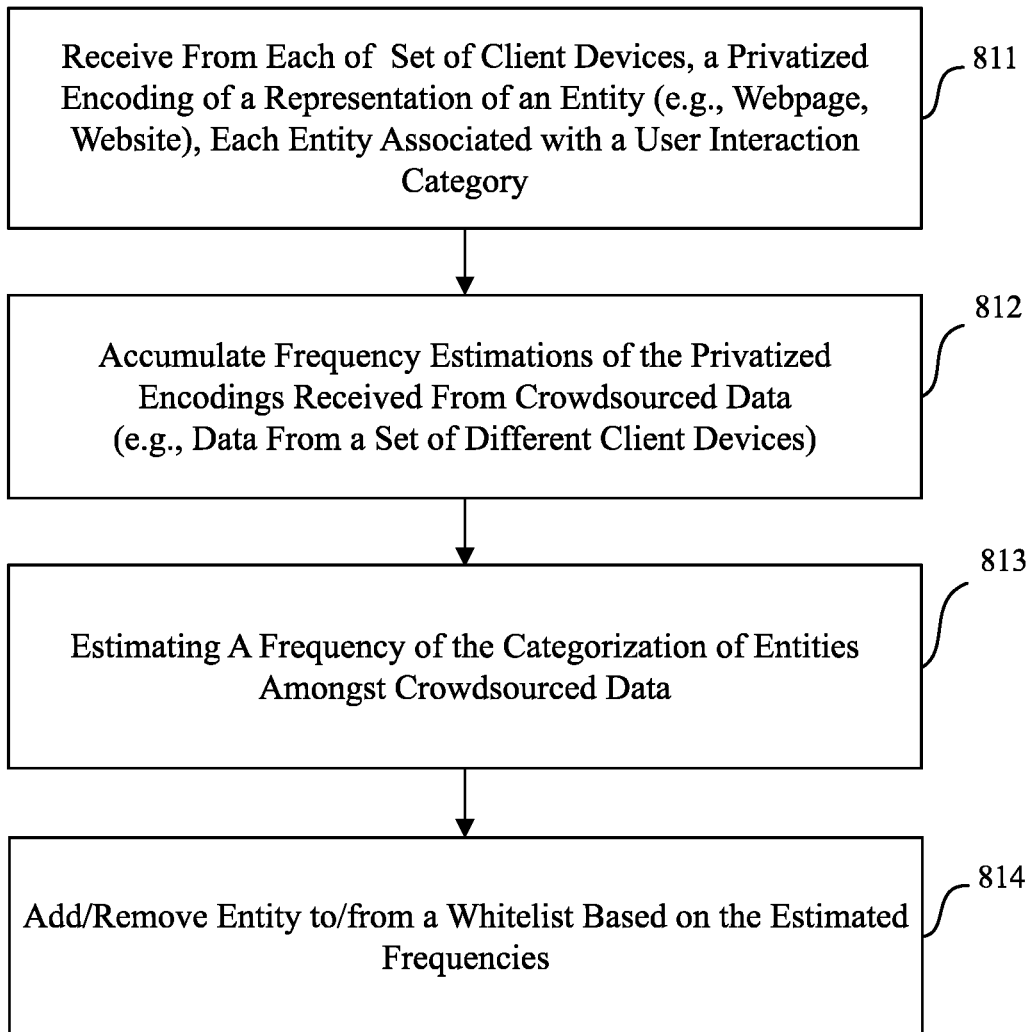 Receive From Each of Set of Client Devices, a Privatized
Encoding of a Representation of an Entity (e.g., Webpage,
Website), Each Entity Associated with a User Interaction
Category
811
Accumulate Frequency Estimations of the Privatized
Encodings Received From Crowdsourced Data
(e.g., Data From a Set of Different Client Devices)
812
Estimating A Frequency of the Categorization of Entities
Amongst Crowdsourced Data
813
Add/Remove Entity to/from a Whitelist Based on the Estimated
Frequencies
814